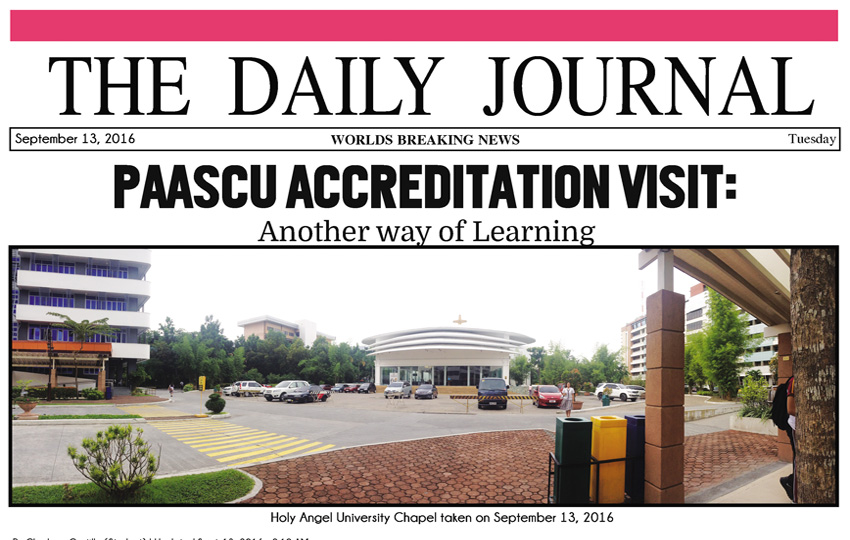 THE DAILY JOURNAL
September 13, 2016 WORLDS BREAKING NEWS Tuesday
PAASCU ACCREDITATION VISIT:
Another way of Learning
Holy Angel University Chapel taken on September 13, 2016